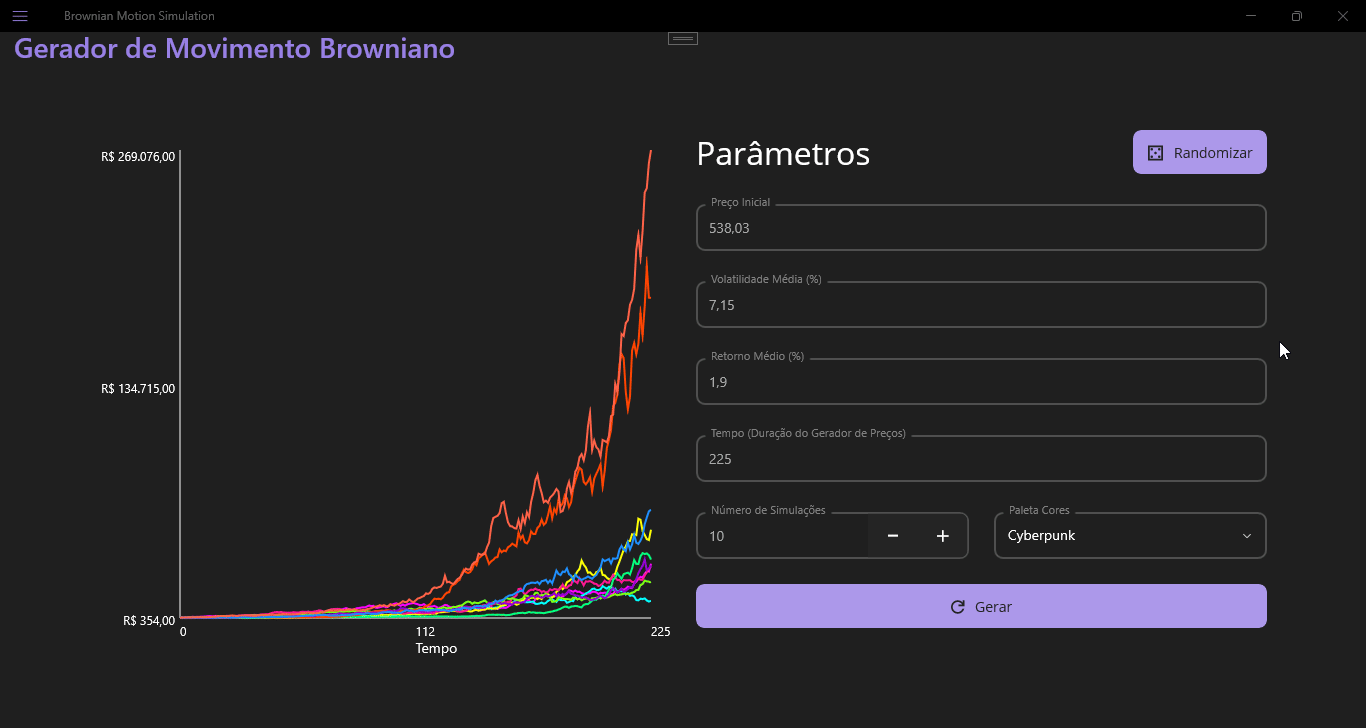 Brownian Motion Simulation
Gerador de Movimento Browniano
R$ 269.076,00
R$ 134.715,00
R$ 354,00
0
112
225
Tempo
Parâmetros
Randomizar
Preço Inicial
538,03
Volatilidade Média (%)
7,15
Retorno Médio (%)
1,9
Tempo (Duração do Gerador de Preços)
225
Número de Simulações
10
Paleta Cores
Cyberpunk
Gerar